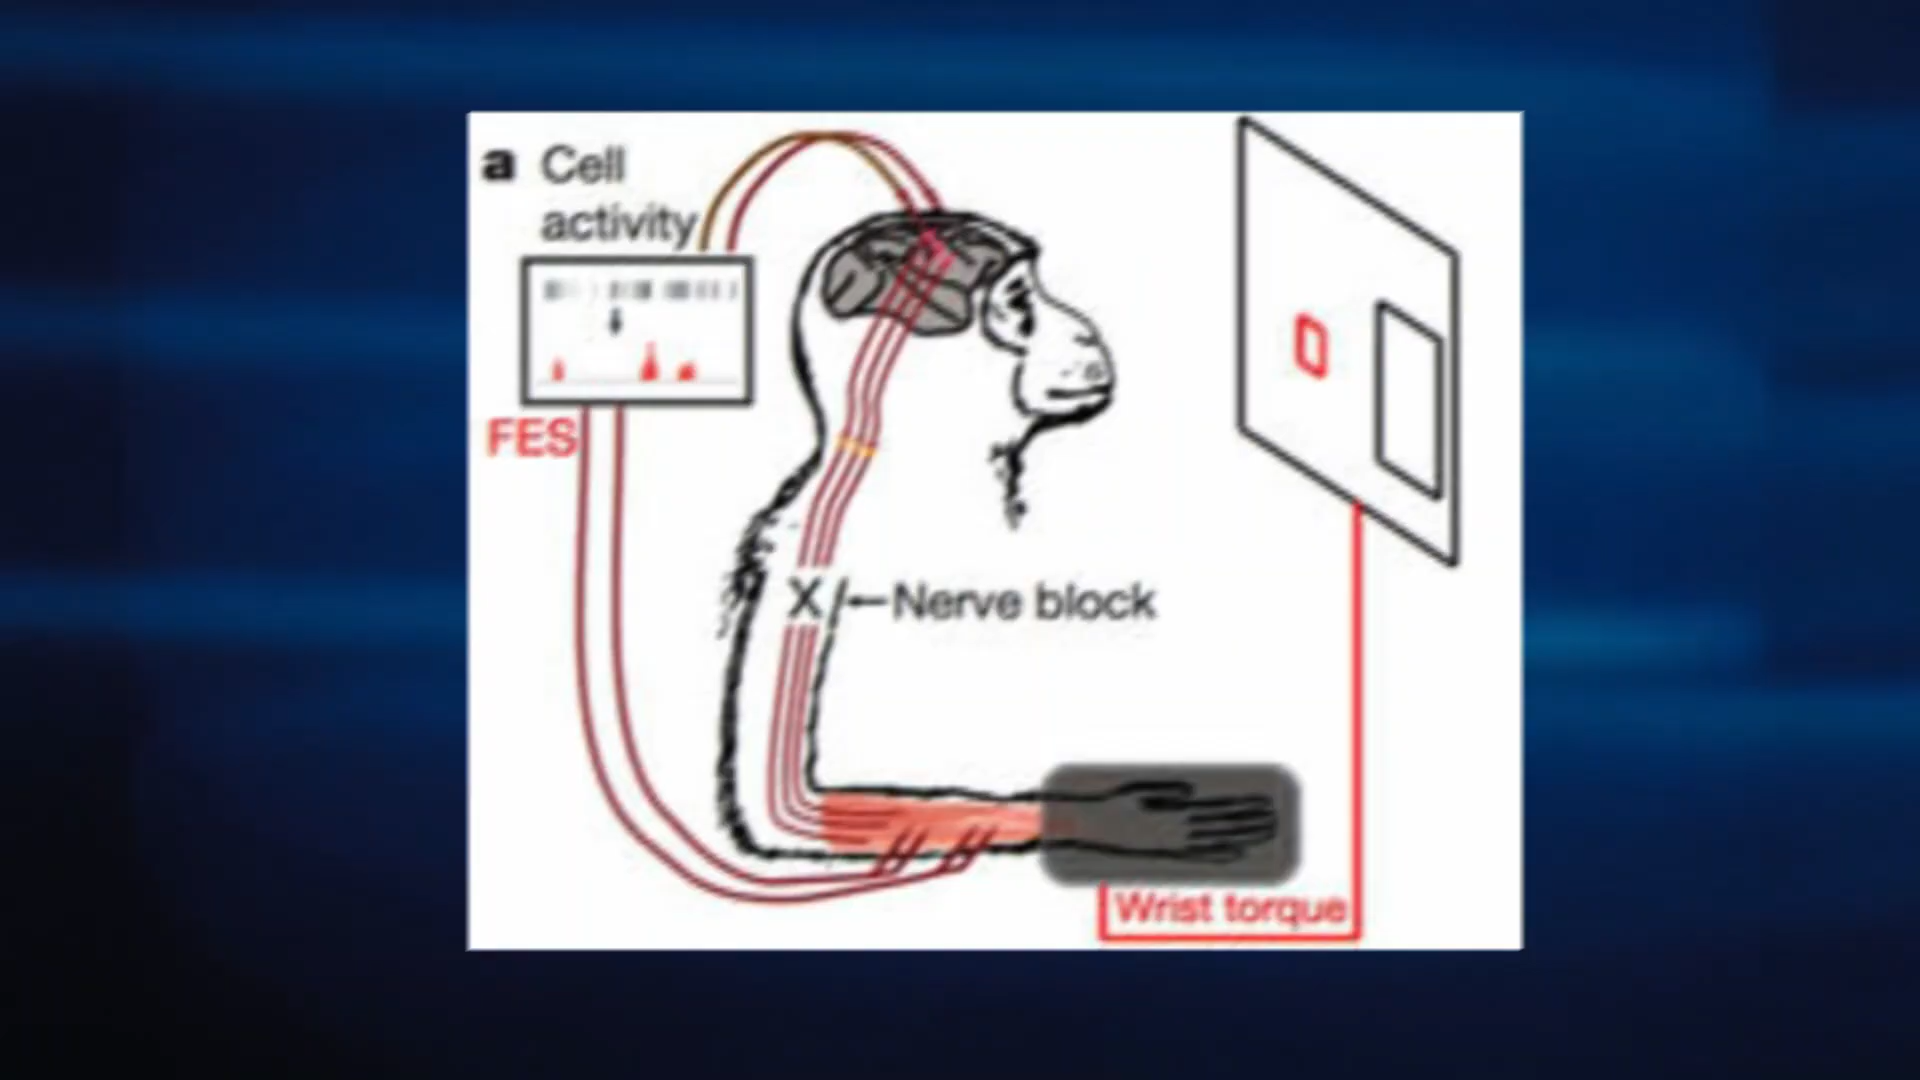 a Cell
activity
FES
X ←Nerve block
Wrist torque